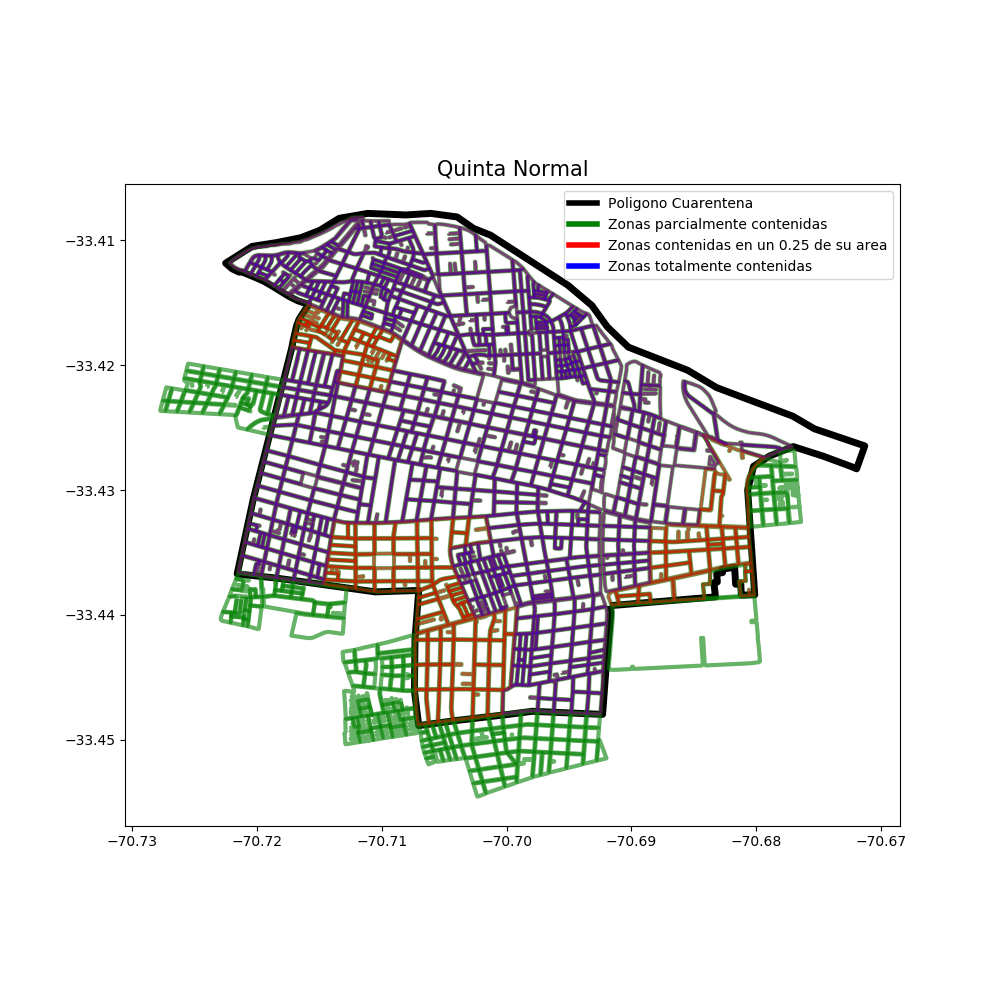 Quinta Normal
Poligono Cuarentena
Zonas parcialmente contenidas
Zonas contenidas en un 0.25 de su area
Zonas totalmente contenidas
−33.41
−33.42
−33.43
−33.44
−33.45
−70.73 −70.72 −70.71 −70.70 −70.69 −70.68 −70.67